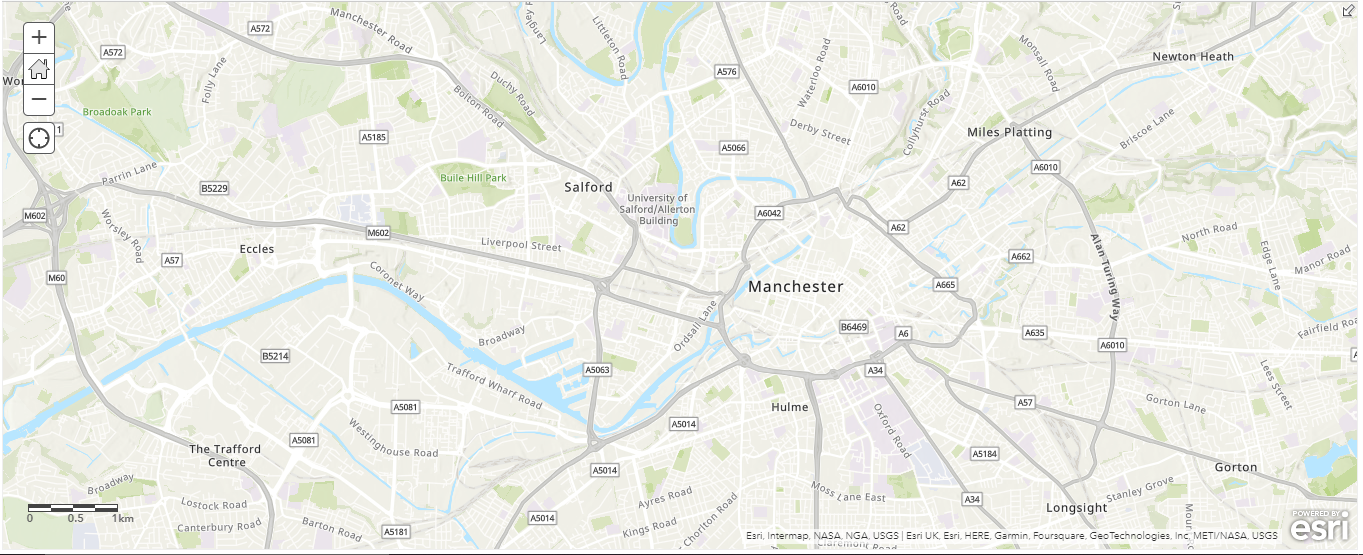 A572
Manchester Road
Langley
Littleton Road
A572
Folly Lane
Duchy Road
A576
Waterloo Road
A6010
Monsall Road
Newton Heath
Broadoak Park
Bolton Road
Collyhurst Road
Derby Street
Miles Platting
Briscoe Lane
1
A5185
A5066
A6010
Parrin Lane
B5229
Buile Hill Park
Salford
A62
University of
Salford/Allerton
Building
M602
Worsley Road
A6042
A62
M602
Liverpool Street
North Road
Eccles
A57
A662
Alan Turing Way
Edge Lane
Manor Road
M60
Coronet Way
Manchester
A665
Ordsall Lane
Broadway
B6469
A6
A635
Fairfield
A6010
B5214
Trafford Wharf Road
A5063
A34
Lees Street
A5081
Hulme
A57
Gorton Lane
Westinghouse Road
A5014
Oxford Road
A5081
The Trafford
Centre
A5184
A5014
Gorton
Broadway
Ayres Road
Moss Lane East
Stanley Grove
A34
Lostock Road
0 0.5 1km
Longsight
Canterbury Road
Barton Road
A5181
A5014
Kings Road
Chorlton Road
Claremont Road
Esri, Intermap, NASA, NGA, USGS | Esri UK, Esri, HERE, Garmin, Foursquare, GeoTechnologies, Inc, METI/NASA, USGS
POWERED BY
esri